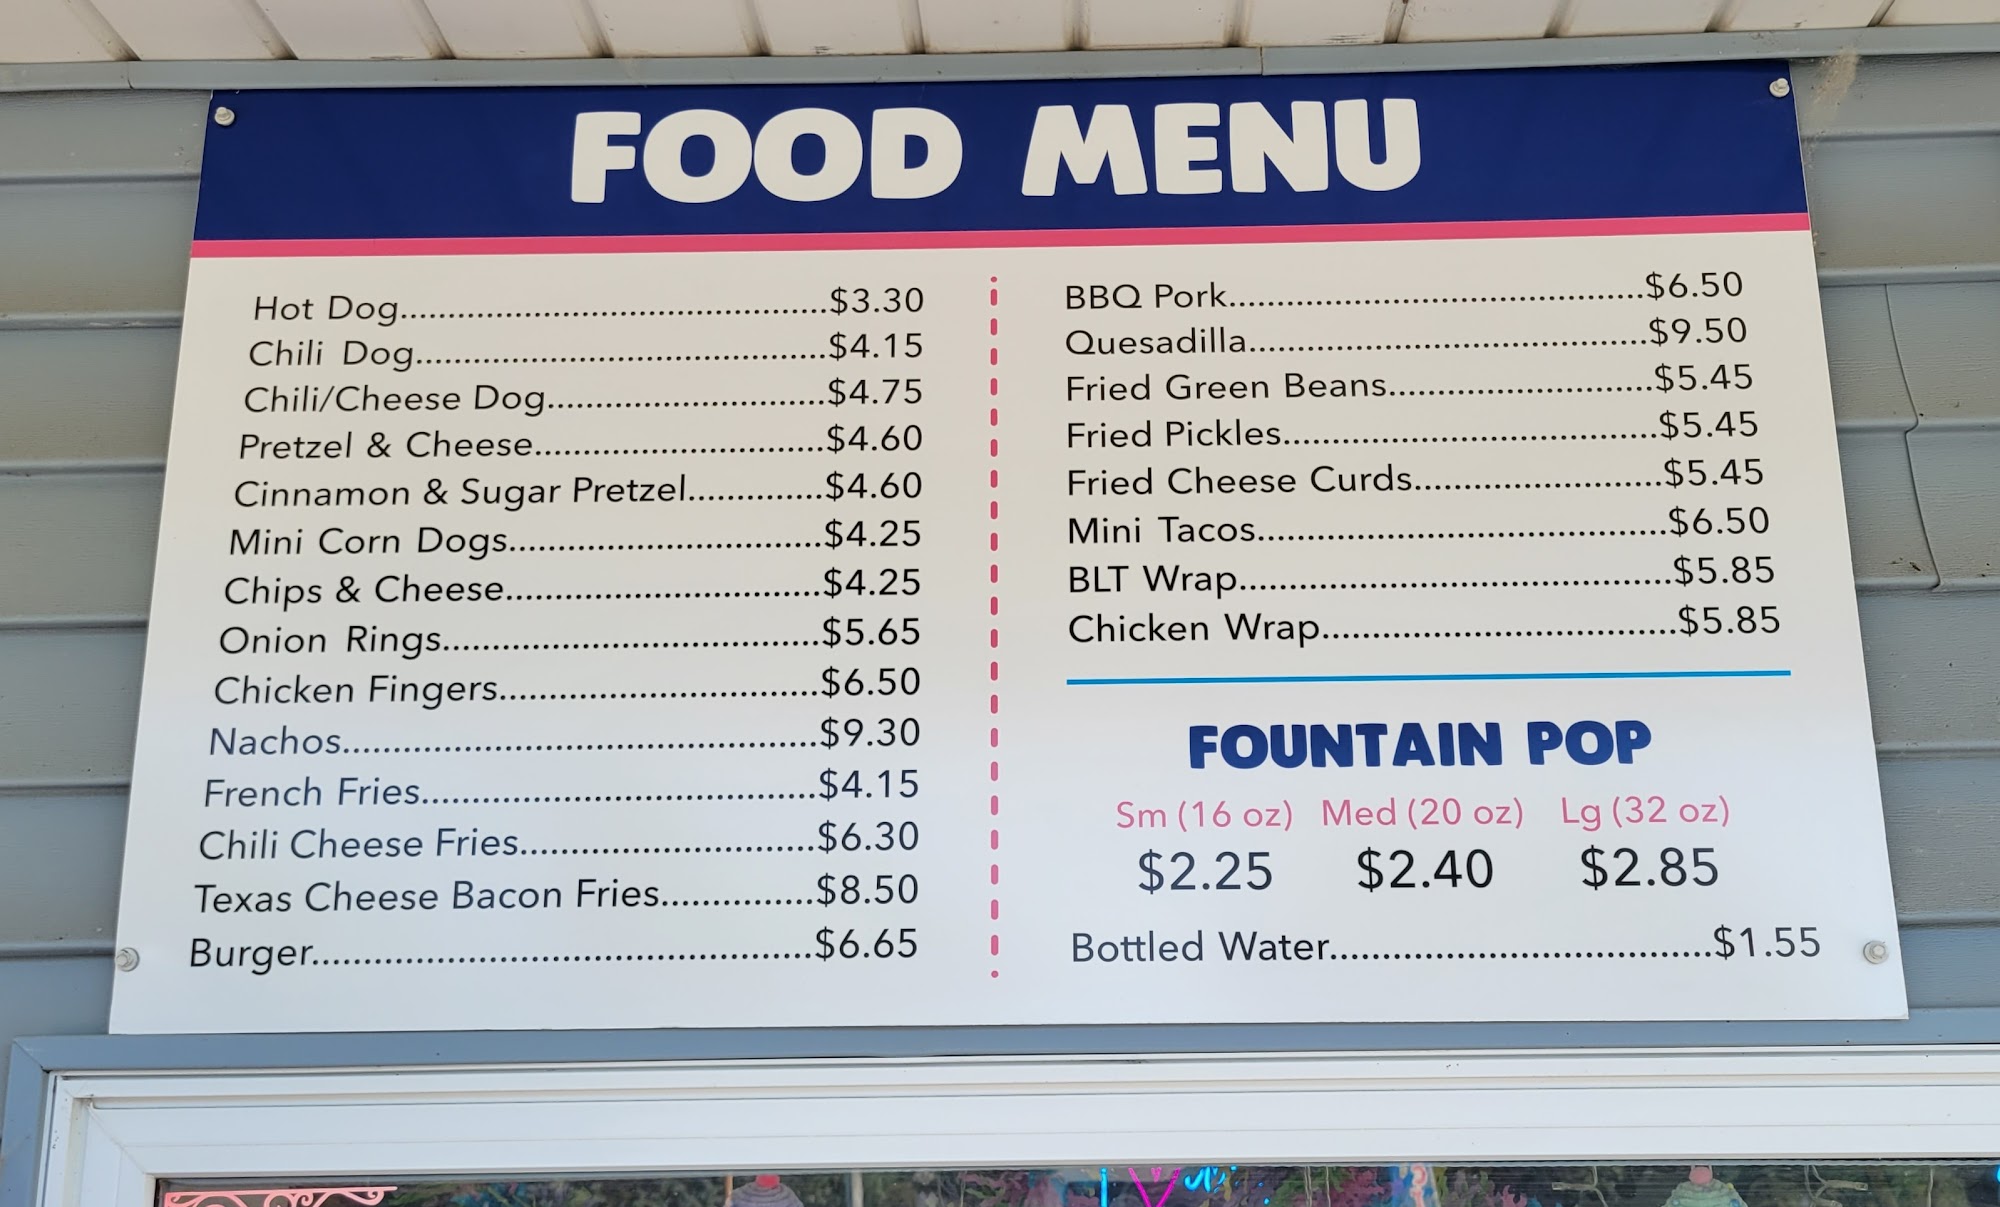 FOOD MENU
Hot Dog..........................................$3.30
Chili Dog..........................................$4.15
Chili/Cheese Dog............................$4.75
Pretzel & Cheese.............................$4.60
Cinnamon & Sugar Pretzel..............$4.60
Mini Corn Dogs................................$4.25
Chips & Cheese................................$4.25
Onion Rings......................................$5.65
Chicken Fingers................................$6.50
Nachos...............................................$9.30
French Fries.......................................$4.15
Chili Cheese Fries.............................$6.30
Texas Cheese Bacon Fries...............$8.50
Burger.................................................$6.65
BBQ Pork..........................................$6.50
Quesadilla........................................$9.50
Fried Green Beans..........................$5.45
Fried Pickles.....................................$5.45
Fried Cheese Curds........................$5.45
Mini Tacos........................................$6.50
BLT Wrap..........................................$5.85
Chicken Wrap...................................$5.85
FOUNTAIN POP
Sm (16 oz) Med (20 oz) Lg (32 oz)
$2.25 $2.40 $2.85
Bottled Water.....................................$1.55